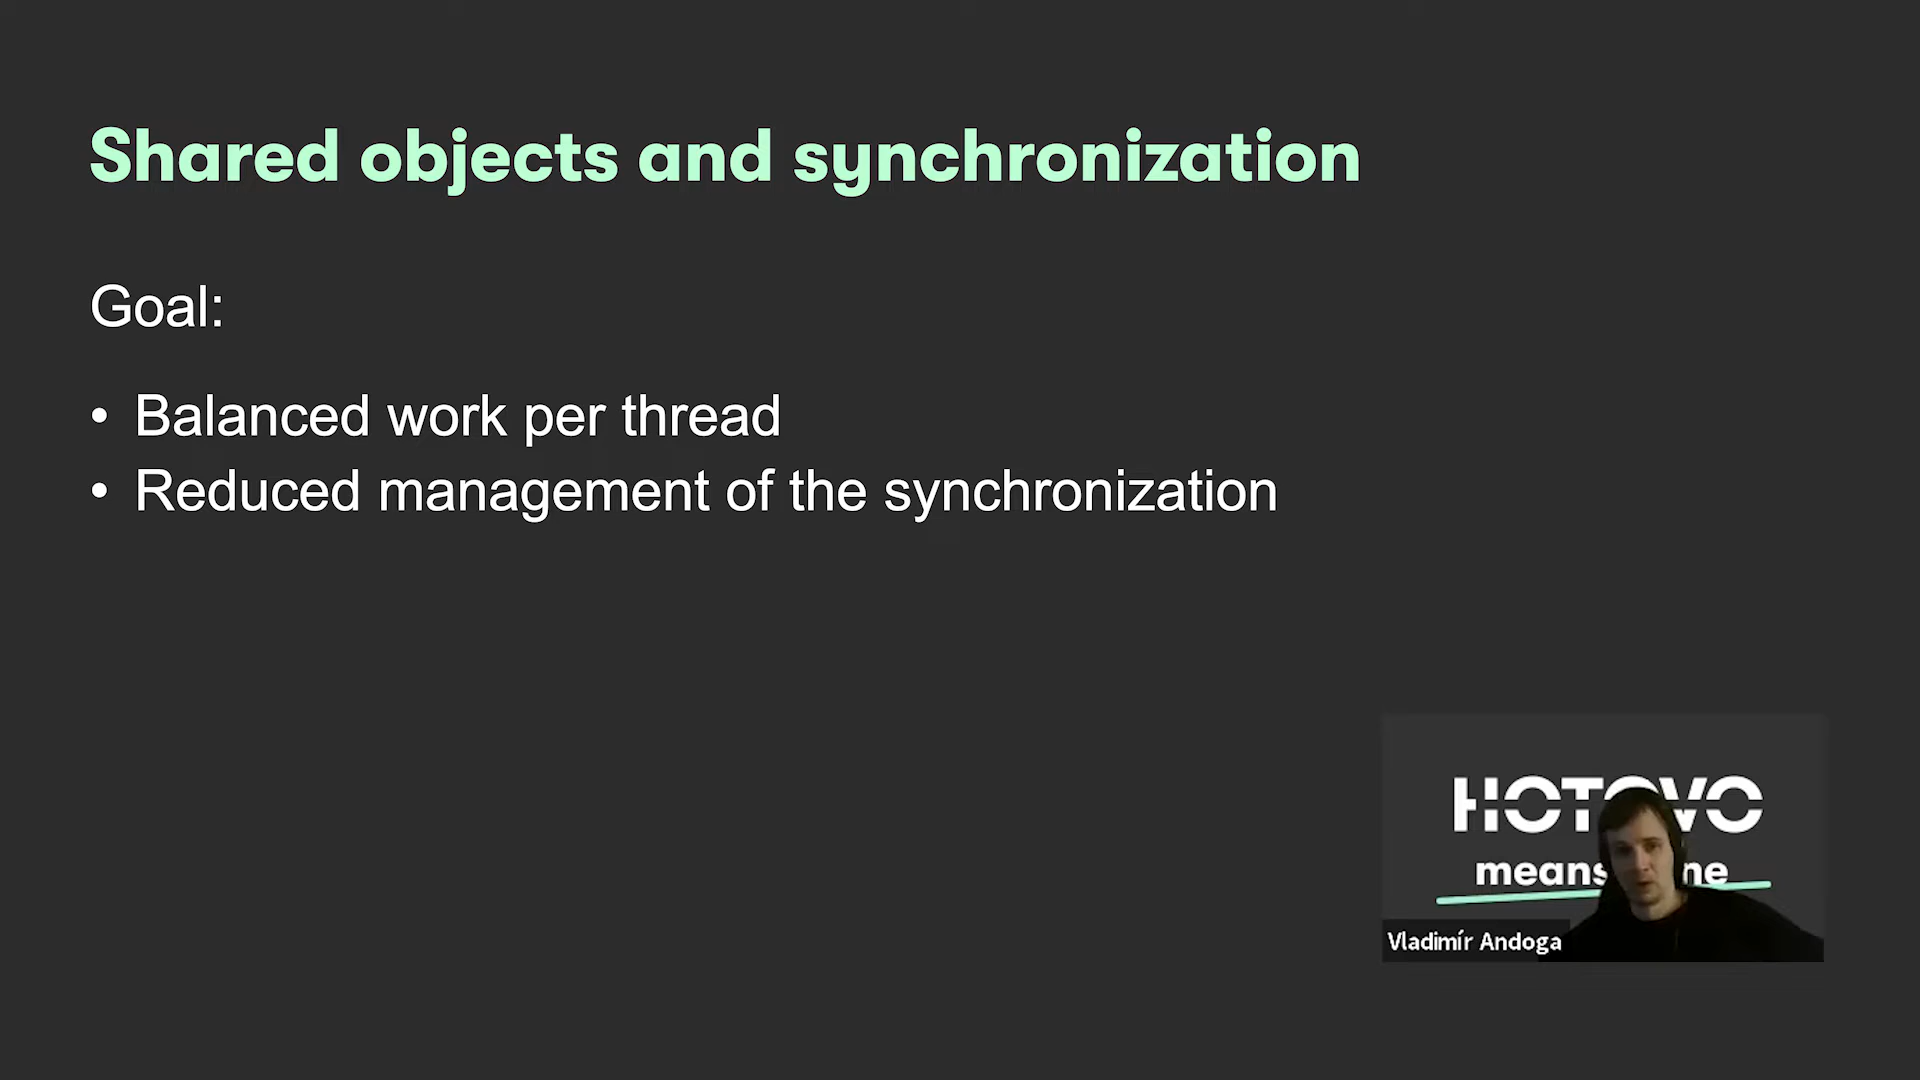 Shared objects and synchronization
Goal:
• Balanced work per thread
• Reduced management of the synchronization
HOTOVO
means
Vladimír Andoga